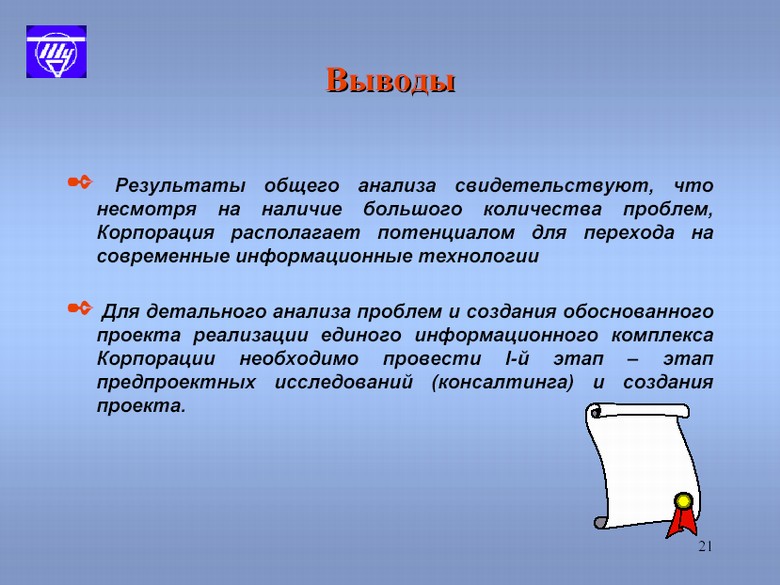 Выводы
Результаты общего анализа свидетельствуют, что
несмотря на наличие большого количества проблем,
Корпорация располагает потенциалом для перехода на
современные информационные технологии
Для детального анализа проблем и создания обоснованного
проекта реализации единого информационного комплекса
Корпорации необходимо провести I-й этап – этап
предпроектных исследований (консалтинга) и создания
проекта.
21